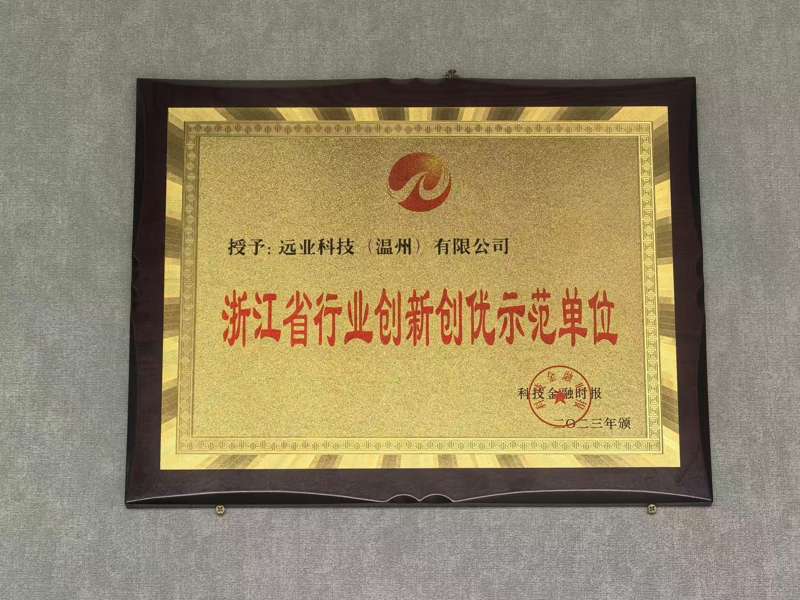 授予: 远业科技（温州）有限公司
浙江省行业创新创优示范单位
科技金融时报
二〇二三年颁